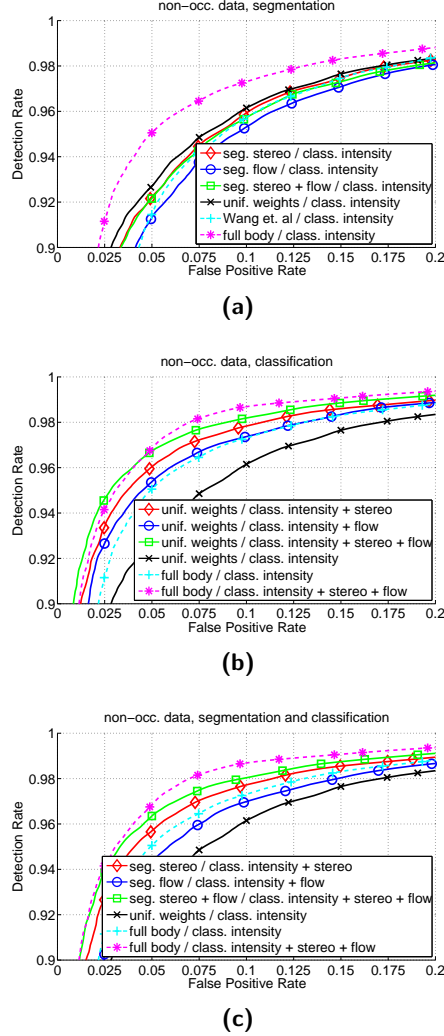 non-occ. data, segmentation
1
0.98
0.96
0.94
0.92
0.9
Detection Rate
seg. stereo / class. intensity
seg. flow / class. intensity
seg. stereo + flow / class. intensity
unif. weights / class. intensity
Wang et. al / class. intensity
full body / class. intensity
0 0.025 0.05 0.075 0.1 0.125 0.15 0.175 0.2
False Positive Rate
(a)
non-occ. data, classification
1
0.98
0.96
0.94
0.92
0.9
Detection Rate
unif. weights / class. intensity + stereo
unif. weights / class. intensity + flow
unif. weights / class. intensity + stereo + flow
unif. weights / class. intensity
full body / class. intensity
full body / class. intensity + stereo + flow
0 0.025 0.05 0.075 0.1 0.125 0.15 0.175 0.2
False Positive Rate
(b)
non-occ. data, segmentation and classification
1
0.98
0.96
0.94
0.92
0.9
Detection Rate
seg. stereo / class. intensity + stereo
seg. flow / class. intensity + flow
seg. stereo + flow / class. intensity + stereo + flow
unif. weights / class. intensity
full body / class. intensity
full body / class. intensity + stereo + flow
0 0.025 0.05 0.075 0.1 0.125 0.15 0.175 0.2
False Positive Rate
(c)